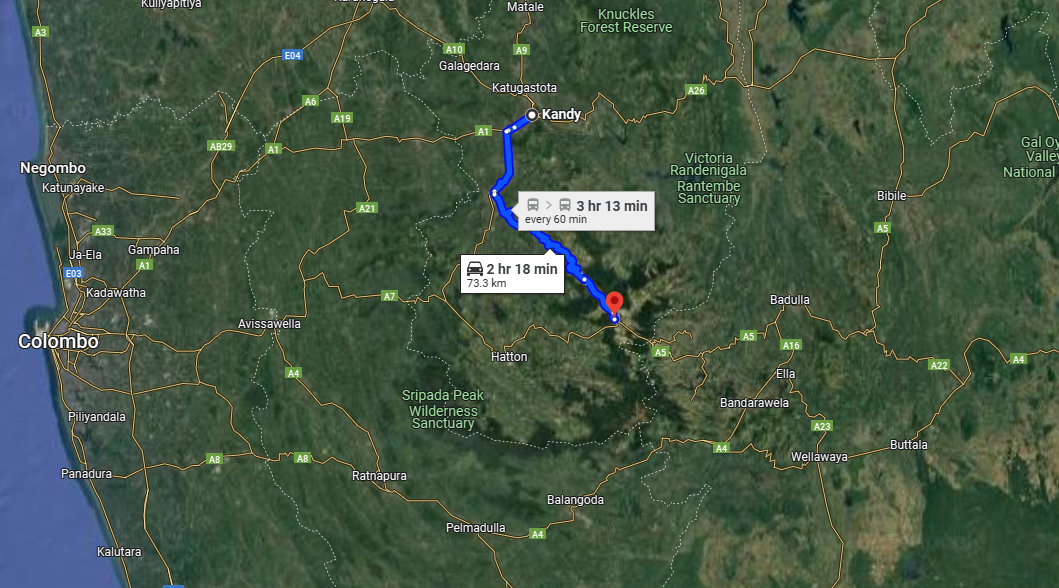 Kuliyapitiya
Matale
A3
Knuckles
Forest Reserve
E04
A10
A9
Galagedara
Katugastota
A26
A6
A19
Kandy
A1
AB29
A1
Gal Oy
Valley
National
Victoria
Randenigala
Rantembe
Sanctuary
Negombo
Katunayake
Bibile
3 hr 13 min
every 60 min
A21
A33
A5
Ja-Ela
Gampaha
A1
E03
2 hr 18 min
73.3 km
Kadawatha
A7
Badulla
Avissawella
Colombo
A5
A16
A5
Hatton
A22
A4
A4
Ella
Sripada Peak
Wilderness
Sanctuary
Bandarawela
Piliyandala
A23
A4
Buttala
A8
A8
Wellawaya
Panadura
Ratnapura
Balangoda
Pelmadulla
A4
Kalutara